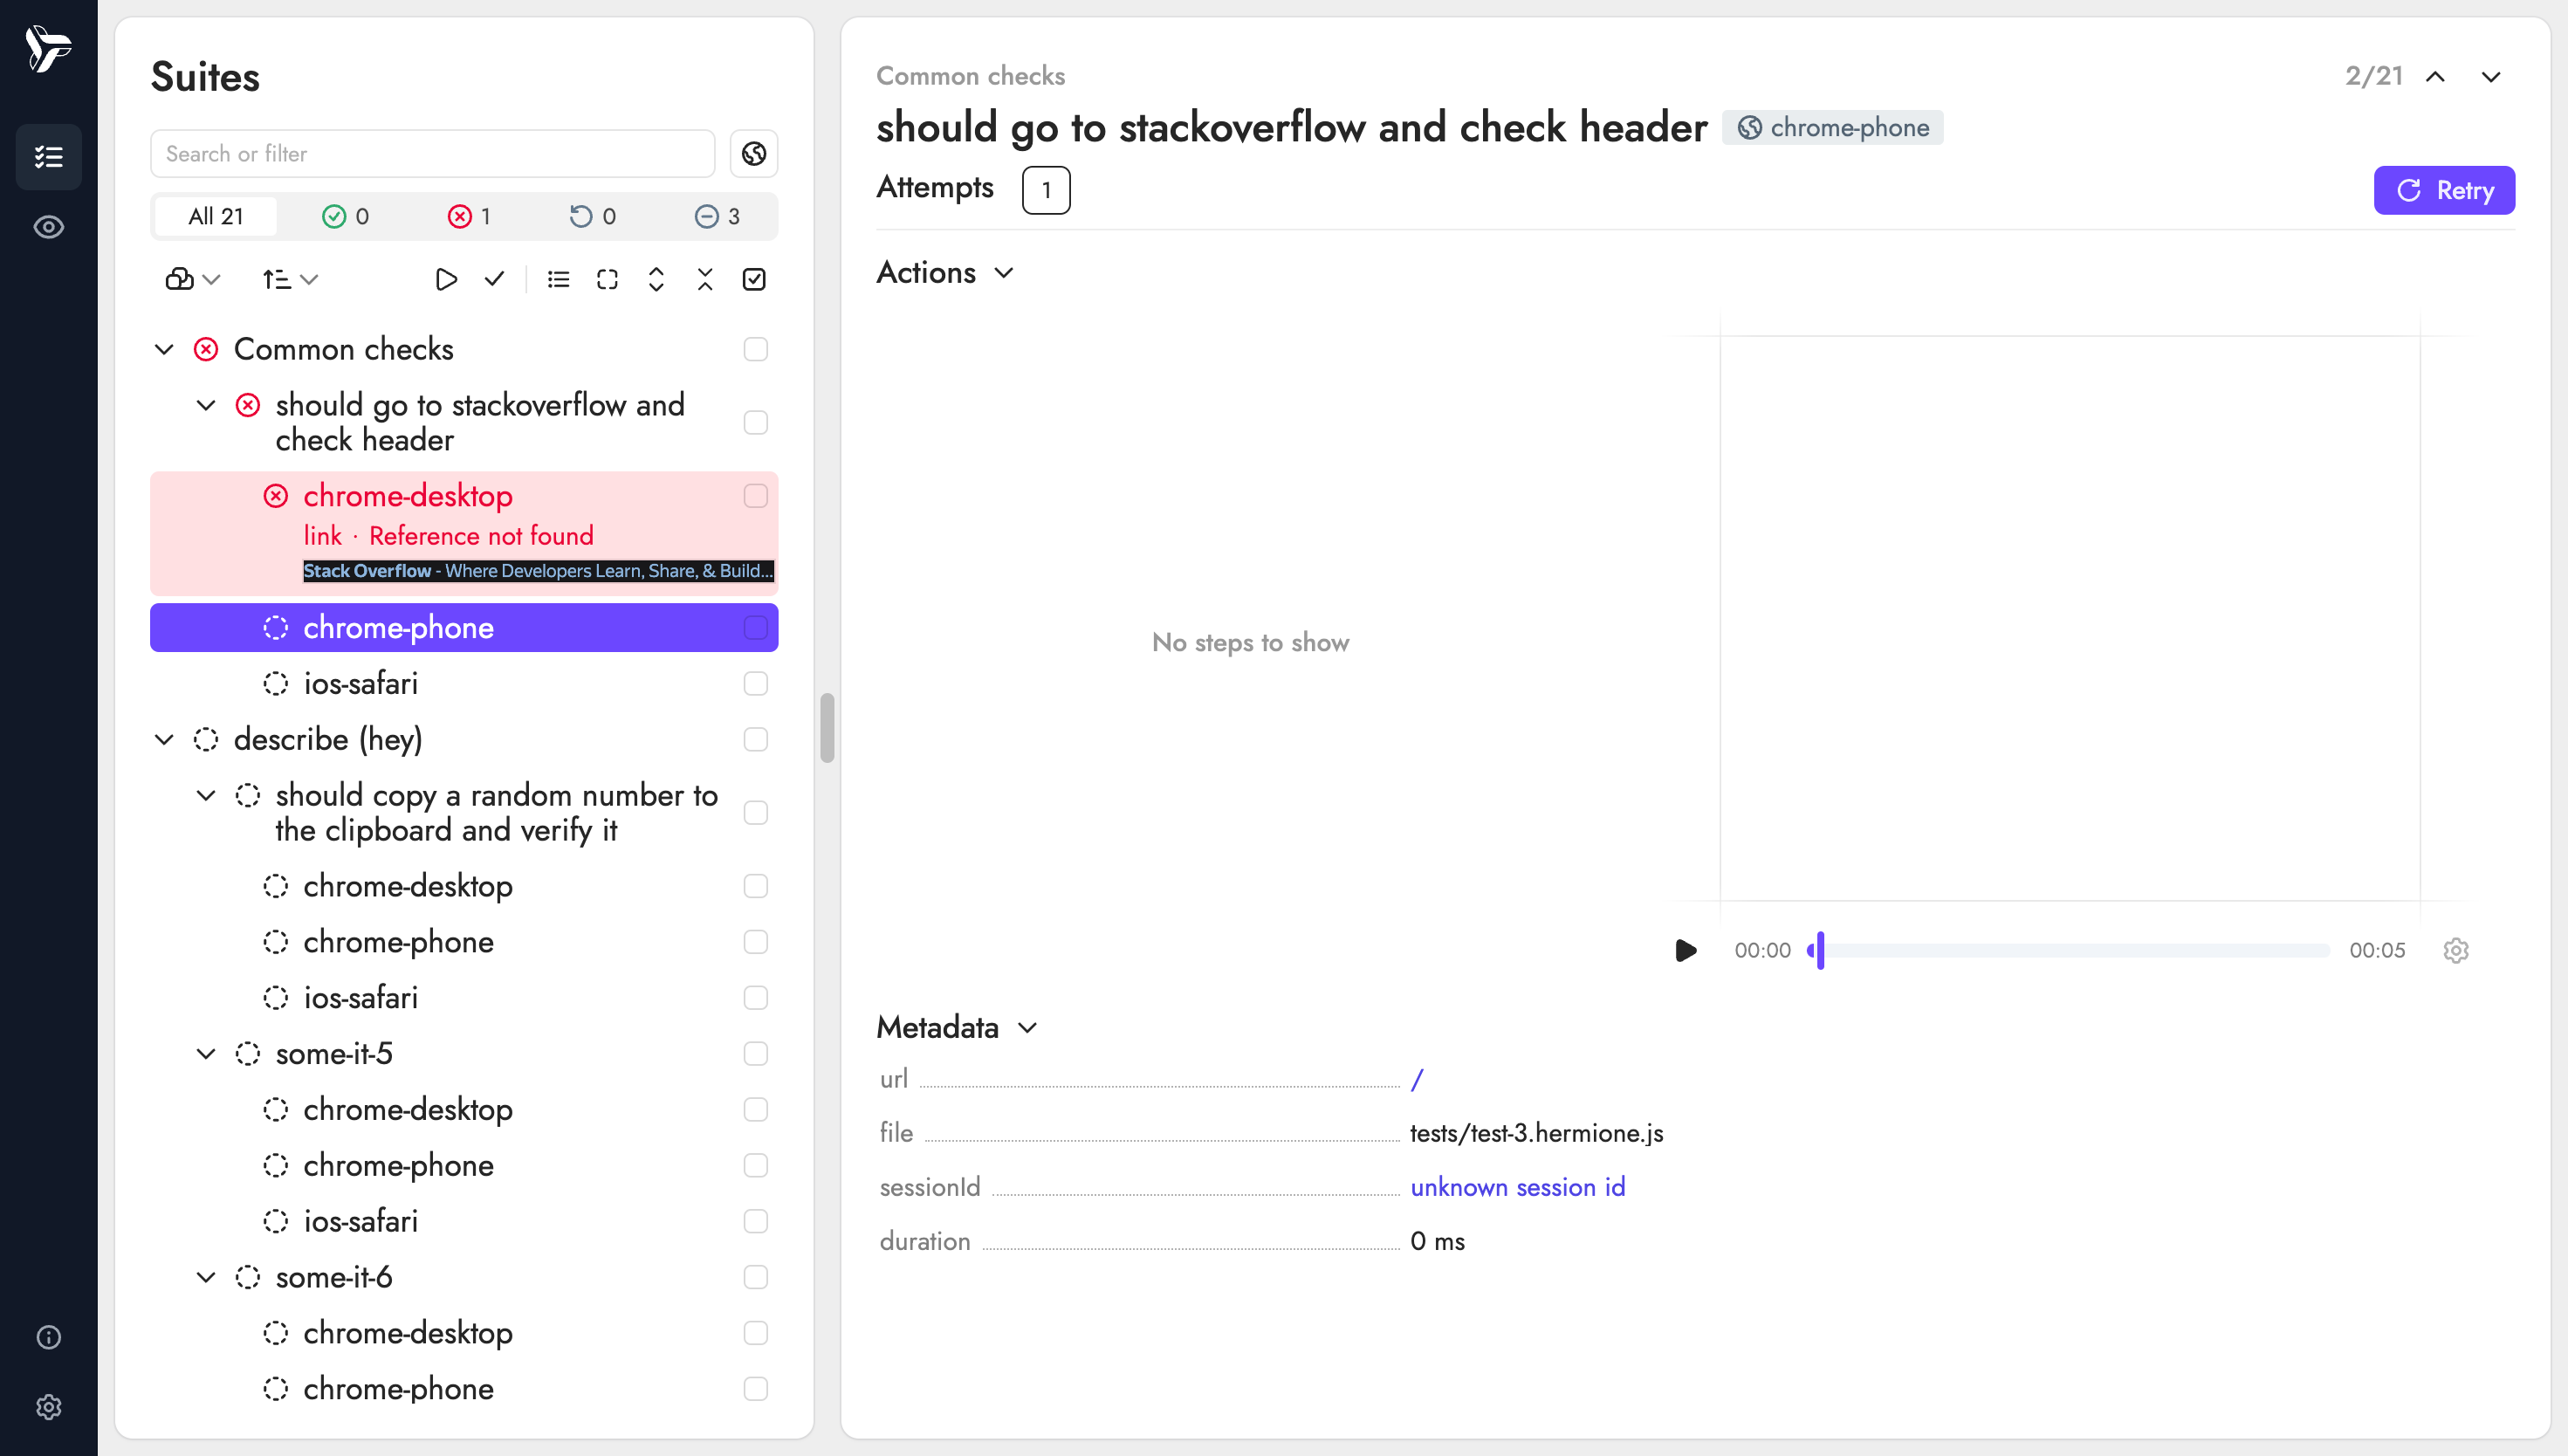 Suites
Search or filter
All 21
0
1
0
3
Common checks
should go to stackoverflow and
check header
chrome-desktop
link · Reference not found
Stack Overflow - Where Developers Learn, Share, & Build...
chrome-phone
ios-safari
describe (hey)
should copy a random number to
the clipboard and verify it
chrome-desktop
chrome-phone
ios-safari
some-it-5
chrome-desktop
chrome-phone
ios-safari
some-it-6
chrome-desktop
chrome-phone
Common checks
2/21
should go to stackoverflow and check header
chrome-phone
Attempts
1
Retry
Actions
No steps to show
00:00
00:05
Metadata
url
/
file
tests/test-3.hermione.js
sessionId
unknown session id
duration
0 ms